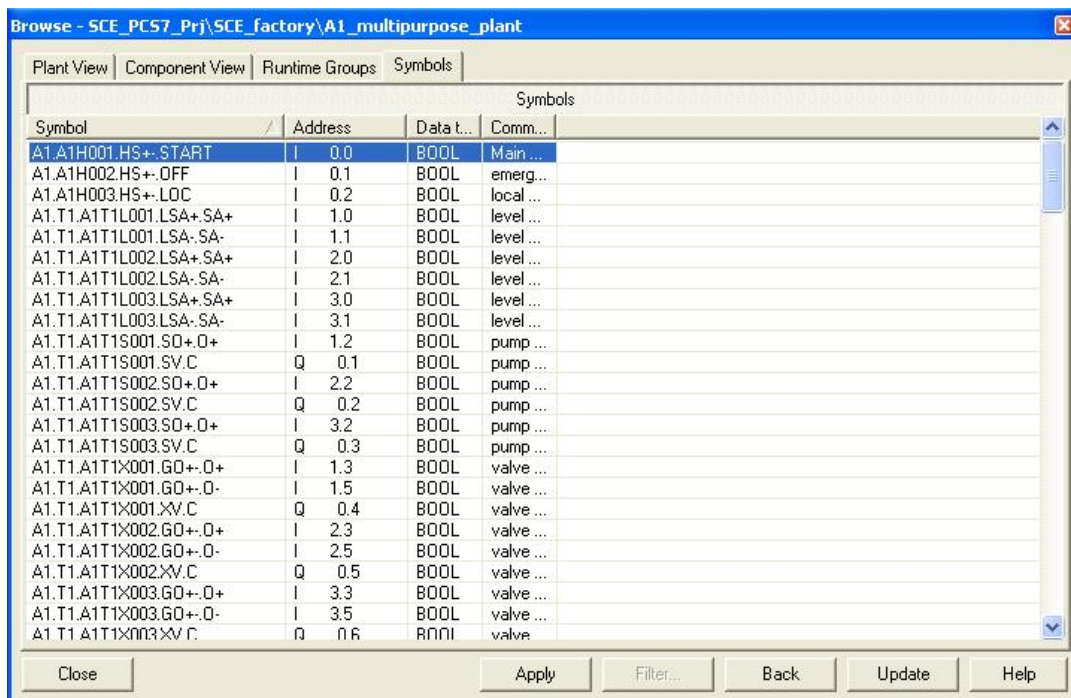 Browse - SCE_PCS7_Prj\SCE_factory\A1_multipurpose_plant
Plant View Component View Runtime Groups Symbols
Symbols
Symbol Address Data t... Comm...
A1.A1H001.HS+-.START I 0.0 BOOL Main ...
A1.A1H002.HS+-.OFF I 0.1 BOOL emerg...
A1.A1H003.HS+-.LOC I 0.2 BOOL local ...
A1.T1.A1T1L001.LSA+.SA+ I 1.0 BOOL level ...
A1.T1.A1T1L001.LSA-.SA- I 1.1 BOOL level ...
A1.T1.A1T1L002.LSA+.SA+ I 2.0 BOOL level ...
A1.T1.A1T1L002.LSA-.SA- I 2.1 BOOL level ...
A1.T1.A1T1L003.LSA+.SA+ I 3.0 BOOL level ...
A1.T1.A1T1L003.LSA-.SA- I 3.1 BOOL level ...
A1.T1.A1T1S001.SO+.O+ I 1.2 BOOL pump ...
A1.T1.A1T1S001.SV.C Q 0.1 BOOL pump ...
A1.T1.A1T1S002.SO+.O+ I 2.2 BOOL pump ...
A1.T1.A1T1S002.SV.C Q 0.2 BOOL pump ...
A1.T1.A1T1S003.SO+.O+ I 3.2 BOOL pump ...
A1.T1.A1T1S003.SV.C Q 0.3 BOOL pump ...
A1.T1.A1T1X001.GO+-.O+ I 1.3 BOOL valve ...
A1.T1.A1T1X001.GO+-.O- I 1.5 BOOL valve ...
A1.T1.A1T1X001.XV.C Q 0.4 BOOL valve ...
A1.T1.A1T1X002.GO+-.O+ I 2.3 BOOL valve ...
A1.T1.A1T1X002.GO+-.O- I 2.5 BOOL valve ...
A1.T1.A1T1X002.XV.C Q 0.5 BOOL valve ...
A1.T1.A1T1X003.GO+-.O+ I 3.3 BOOL valve ...
A1.T1.A1T1X003.GO+-.O- I 3.5 BOOL valve ...
A1.T1.A1T1X003.XV.C Q 0.6 BOOL valve ...
Close Apply Filter... Back Update Help